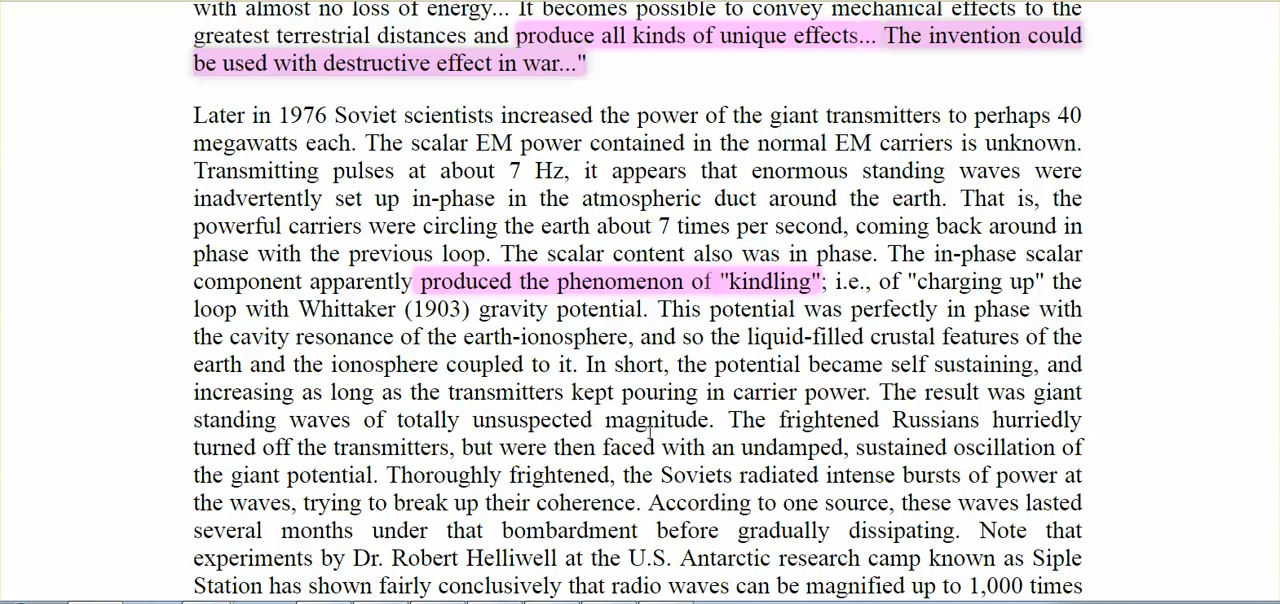 with almost no loss of energy... It becomes possible to convey mechanical effects to the
greatest terrestrial distances and produce all kinds of unique effects... The invention could
be used with destructive effect in war..."
Later in 1976 Soviet scientists increased the power of the giant transmitters to perhaps 40
megawatts each. The scalar EM power contained in the normal EM carriers is unknown.
Transmitting pulses at about 7 Hz, it appears that enormous standing waves were
inadvertently set up in-phase in the atmospheric duct around the earth. That is, the
powerful carriers were circling the earth about 7 times per second, coming back around in
phase with the previous loop. The scalar content also was in phase. The in-phase scalar
component apparently produced the phenomenon of "kindling"; i.e., of "charging up" the
loop with Whittaker (1903) gravity potential. This potential was perfectly in phase with
the cavity resonance of the earth-ionosphere, and so the liquid-filled crustal features of the
earth and the ionosphere coupled to it. In short, the potential became self sustaining, and
increasing as long as the transmitters kept pouring in carrier power. The result was giant
standing waves of totally unsuspected magnitude. The frightened Russians hurriedly
turned off the transmitters, but were then faced with an undamped, sustained oscillation of
the giant potential. Thoroughly frightened, the Soviets radiated intense bursts of power at
the waves, trying to break up their coherence. According to one source, these waves lasted
several months under that bombardment before gradually dissipating. Note that
experiments by Dr. Robert Helliwell at the U.S. Antarctic research camp known as Siple
Station has shown fairly conclusively that radio waves can be magnified up to 1,000 times